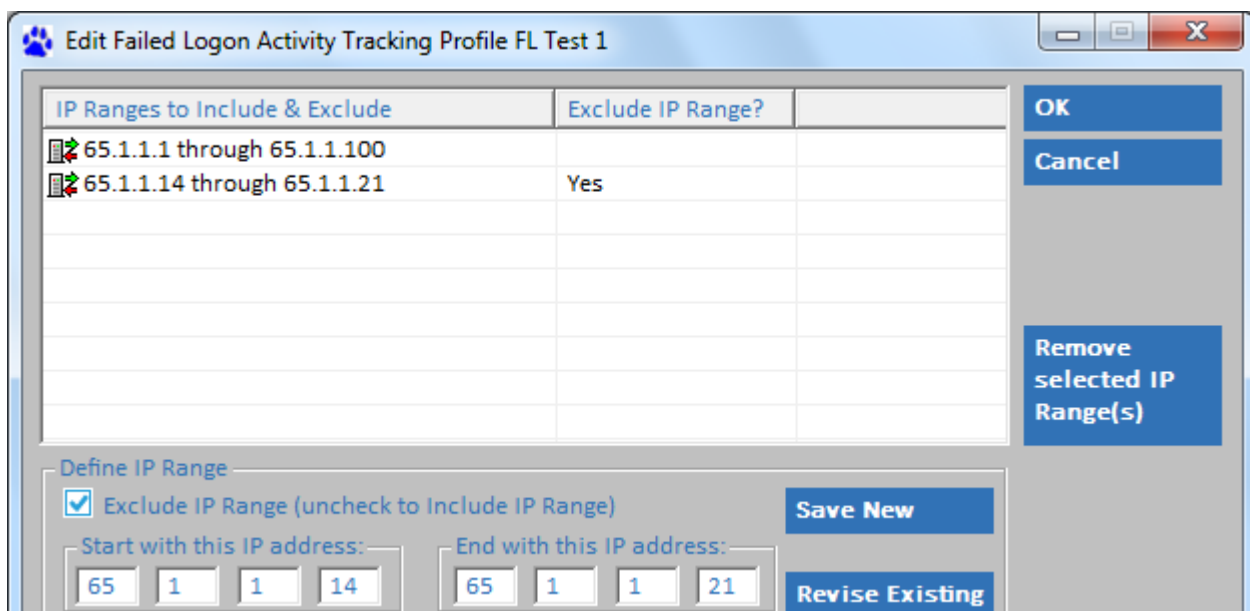 Edit Failed Logon Activity Tracking Profile FL Test 1
IP Ranges to Include & Exclude Exclude IP Range?
65.1.1.1 through 65.1.1.100
65.1.1.14 through 65.1.1.21 Yes
OK
Cancel
Remove
selected IP
Range(s)
Define IP Range
Exclude IP Range (uncheck to Include IP Range)
Save New
Start with this IP address: End with this IP address:
65 1 1 14 65 1 1 21
Revise Existing